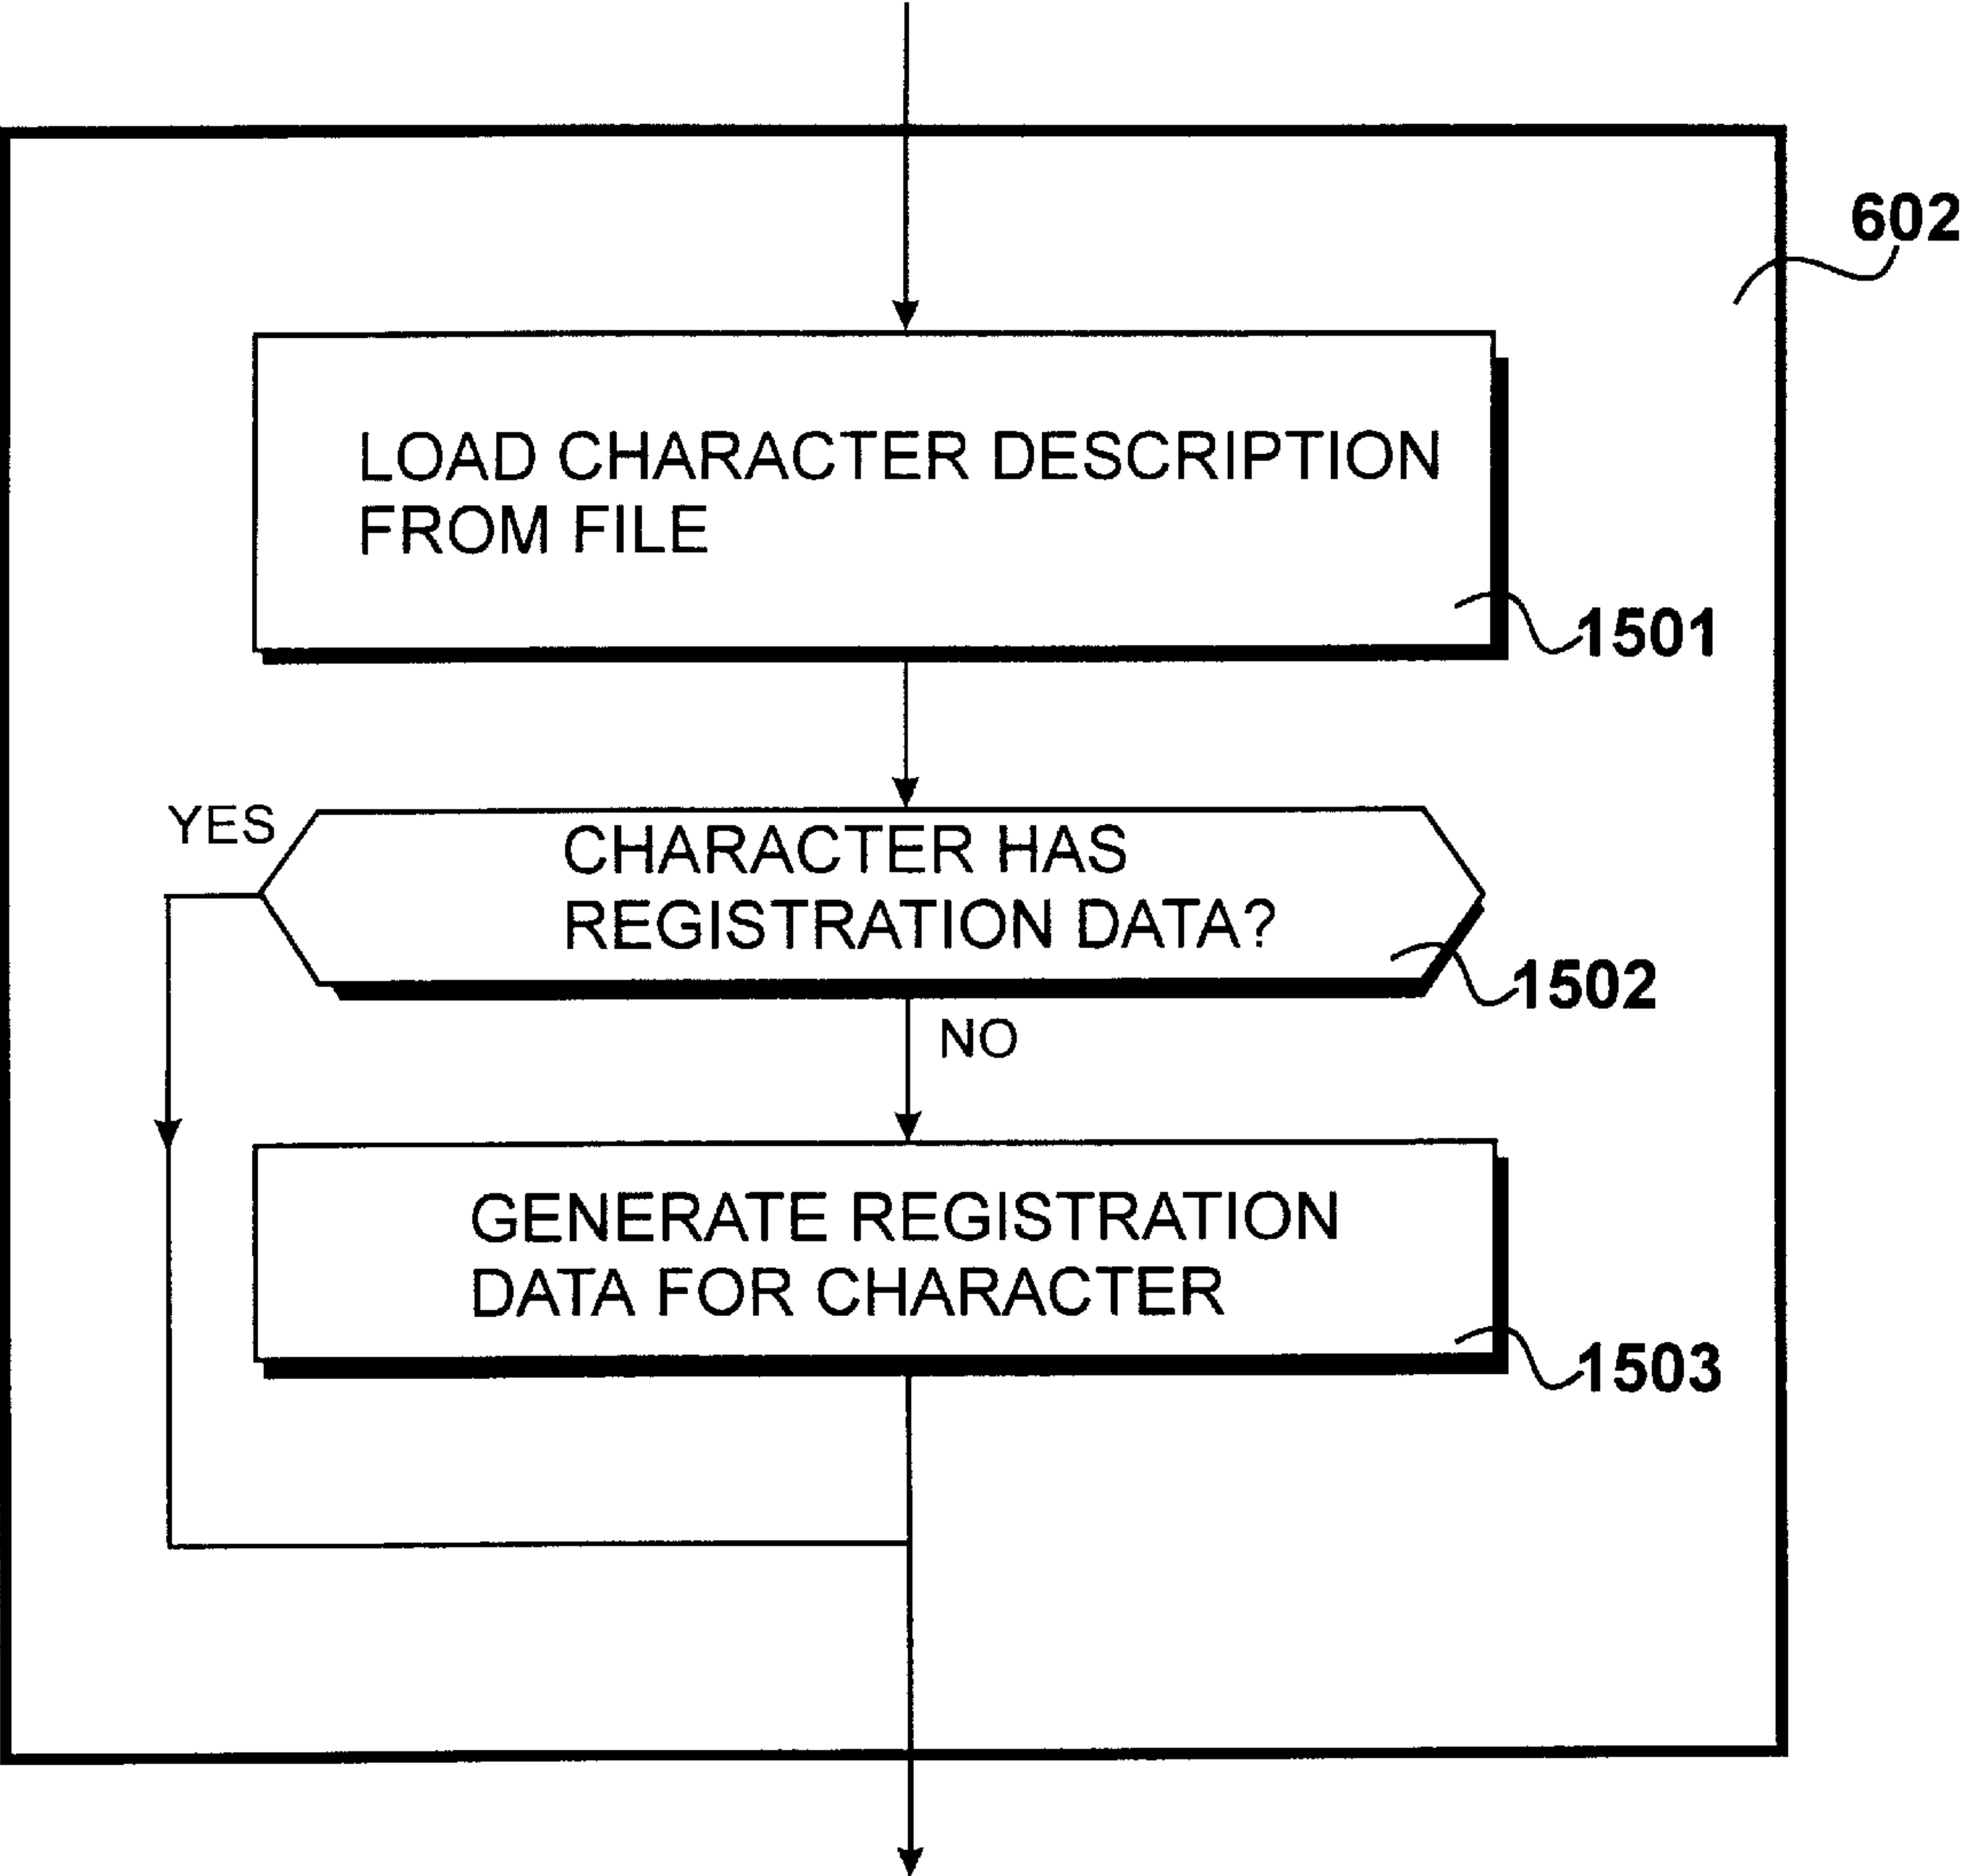 602
LOAD CHARACTER DESCRIPTION
FROM FILE
1501
YES
CHARACTER HAS
REGISTRATION DATA?
1502
NO
GENERATE REGISTRATION
DATA FOR CHARACTER
1503